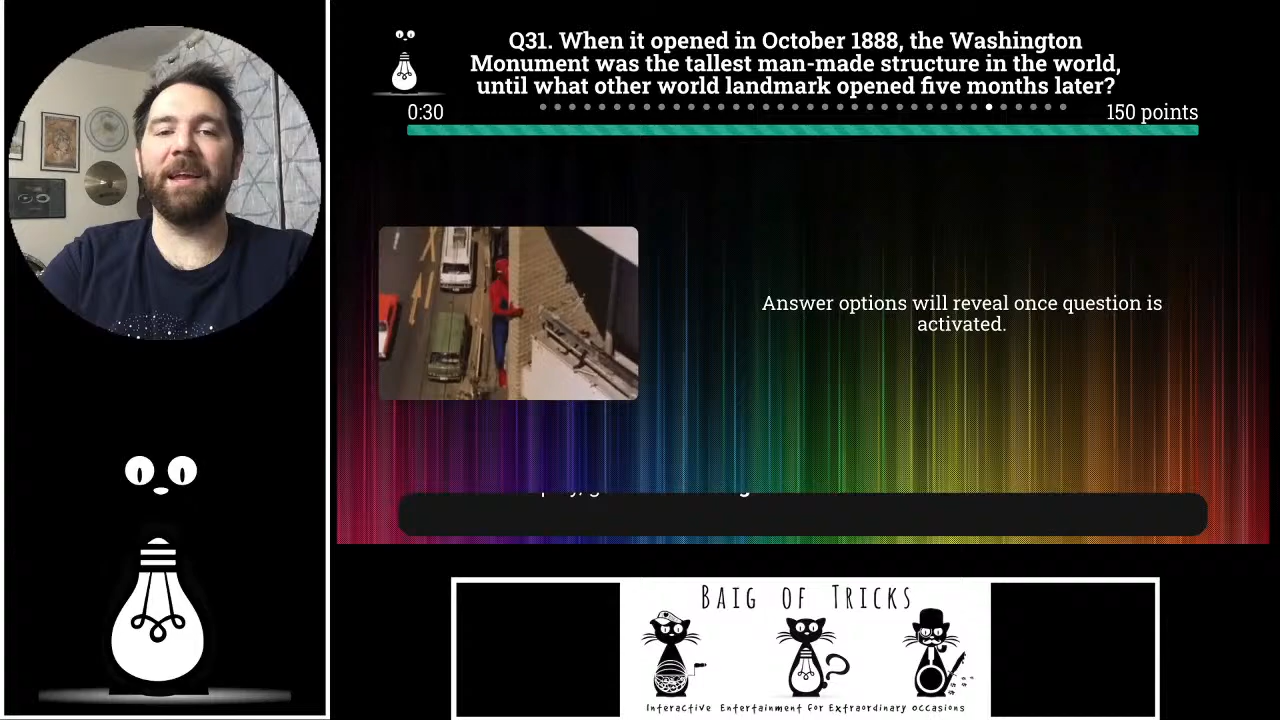 Q31. When it opened in October 1888, the Washington
Monument was the tallest man-made structure in the world,
until what other world landmark opened five months later?
0:30
150 points
Answer options will reveal once question is
activated.
BAIG OF TRICKS
Interactive Entertainment for Extraordinary Occasions